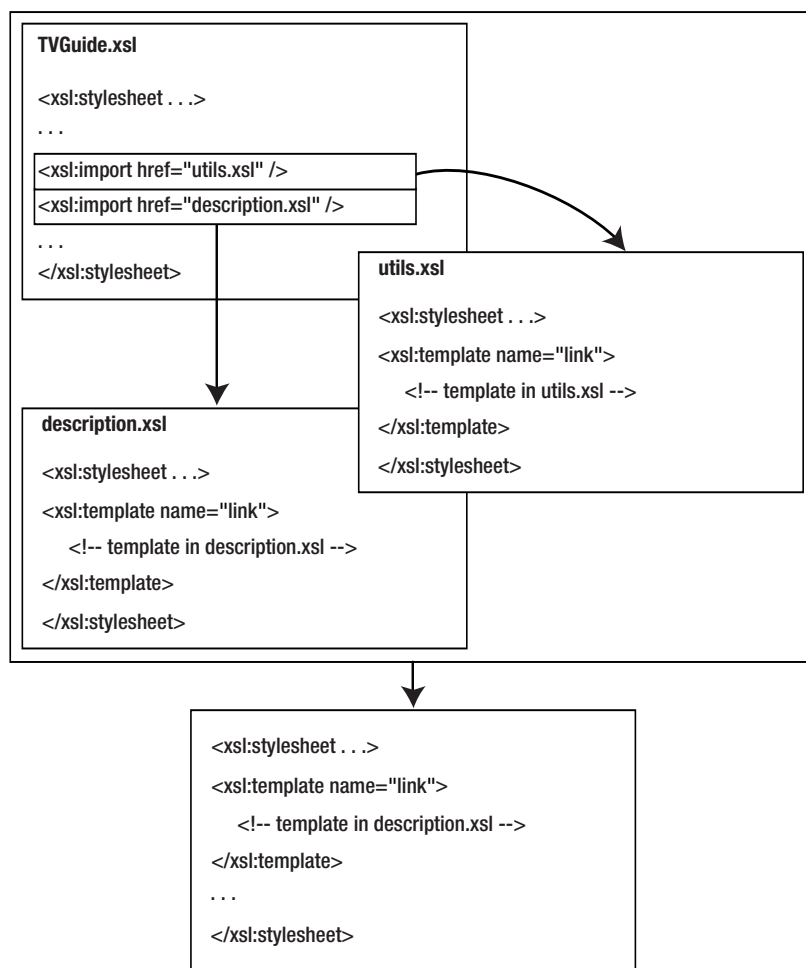 TVGuide.xsl
<xsl:stylesheet . . .>
. . .
<xsl:import href="utils.xsl" />
<xsl:import href="description.xsl" />
. . .
</xsl:stylesheet>
utils.xsl
<xsl:stylesheet . . .>
<xsl:template name="link">
<!-- template in utils.xsl -->
</xsl:template>
</xsl:stylesheet>
description.xsl
<xsl:stylesheet . . .>
<xsl:template name="link">
<!-- template in description.xsl -->
</xsl:template>
</xsl:stylesheet>
<xsl:stylesheet . . .>
<xsl:template name="link">
<!-- template in description.xsl -->
</xsl:template>
. . .
</xsl:stylesheet>